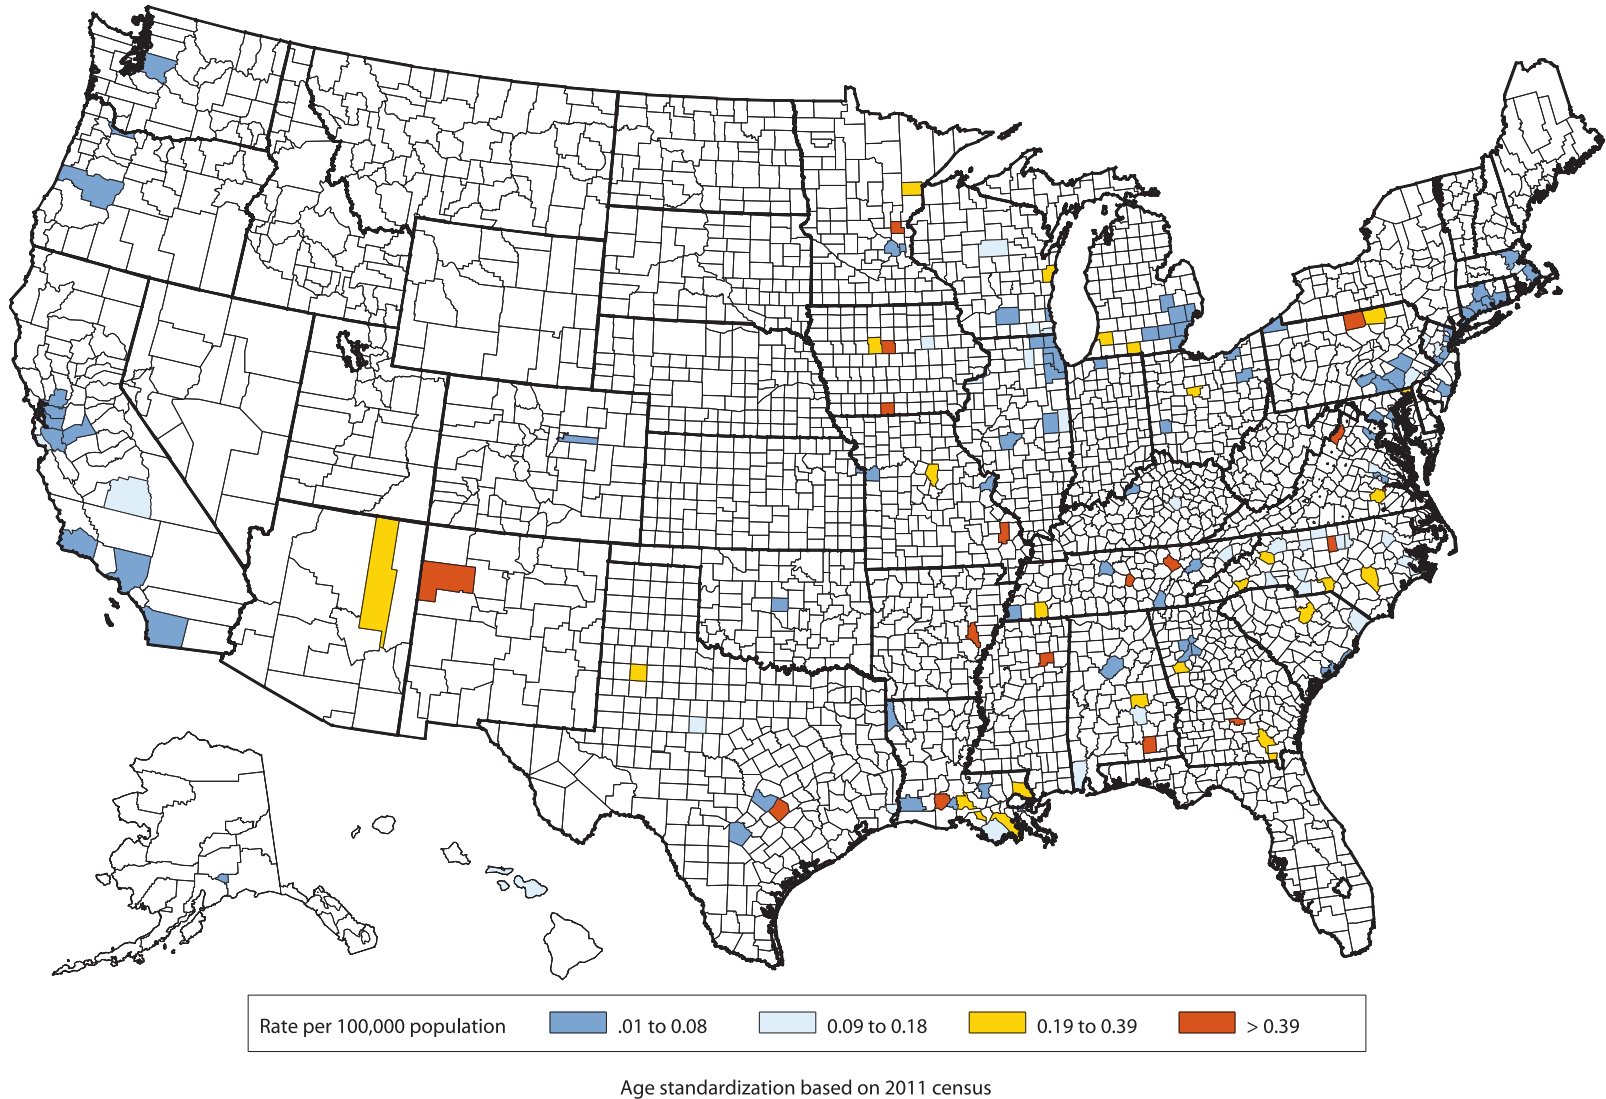 Rate per 100,000 population .01 to 0.08 0.09 to 0.18 0.19 to 0.39 > 0.39
Age standardization based on 2011 census